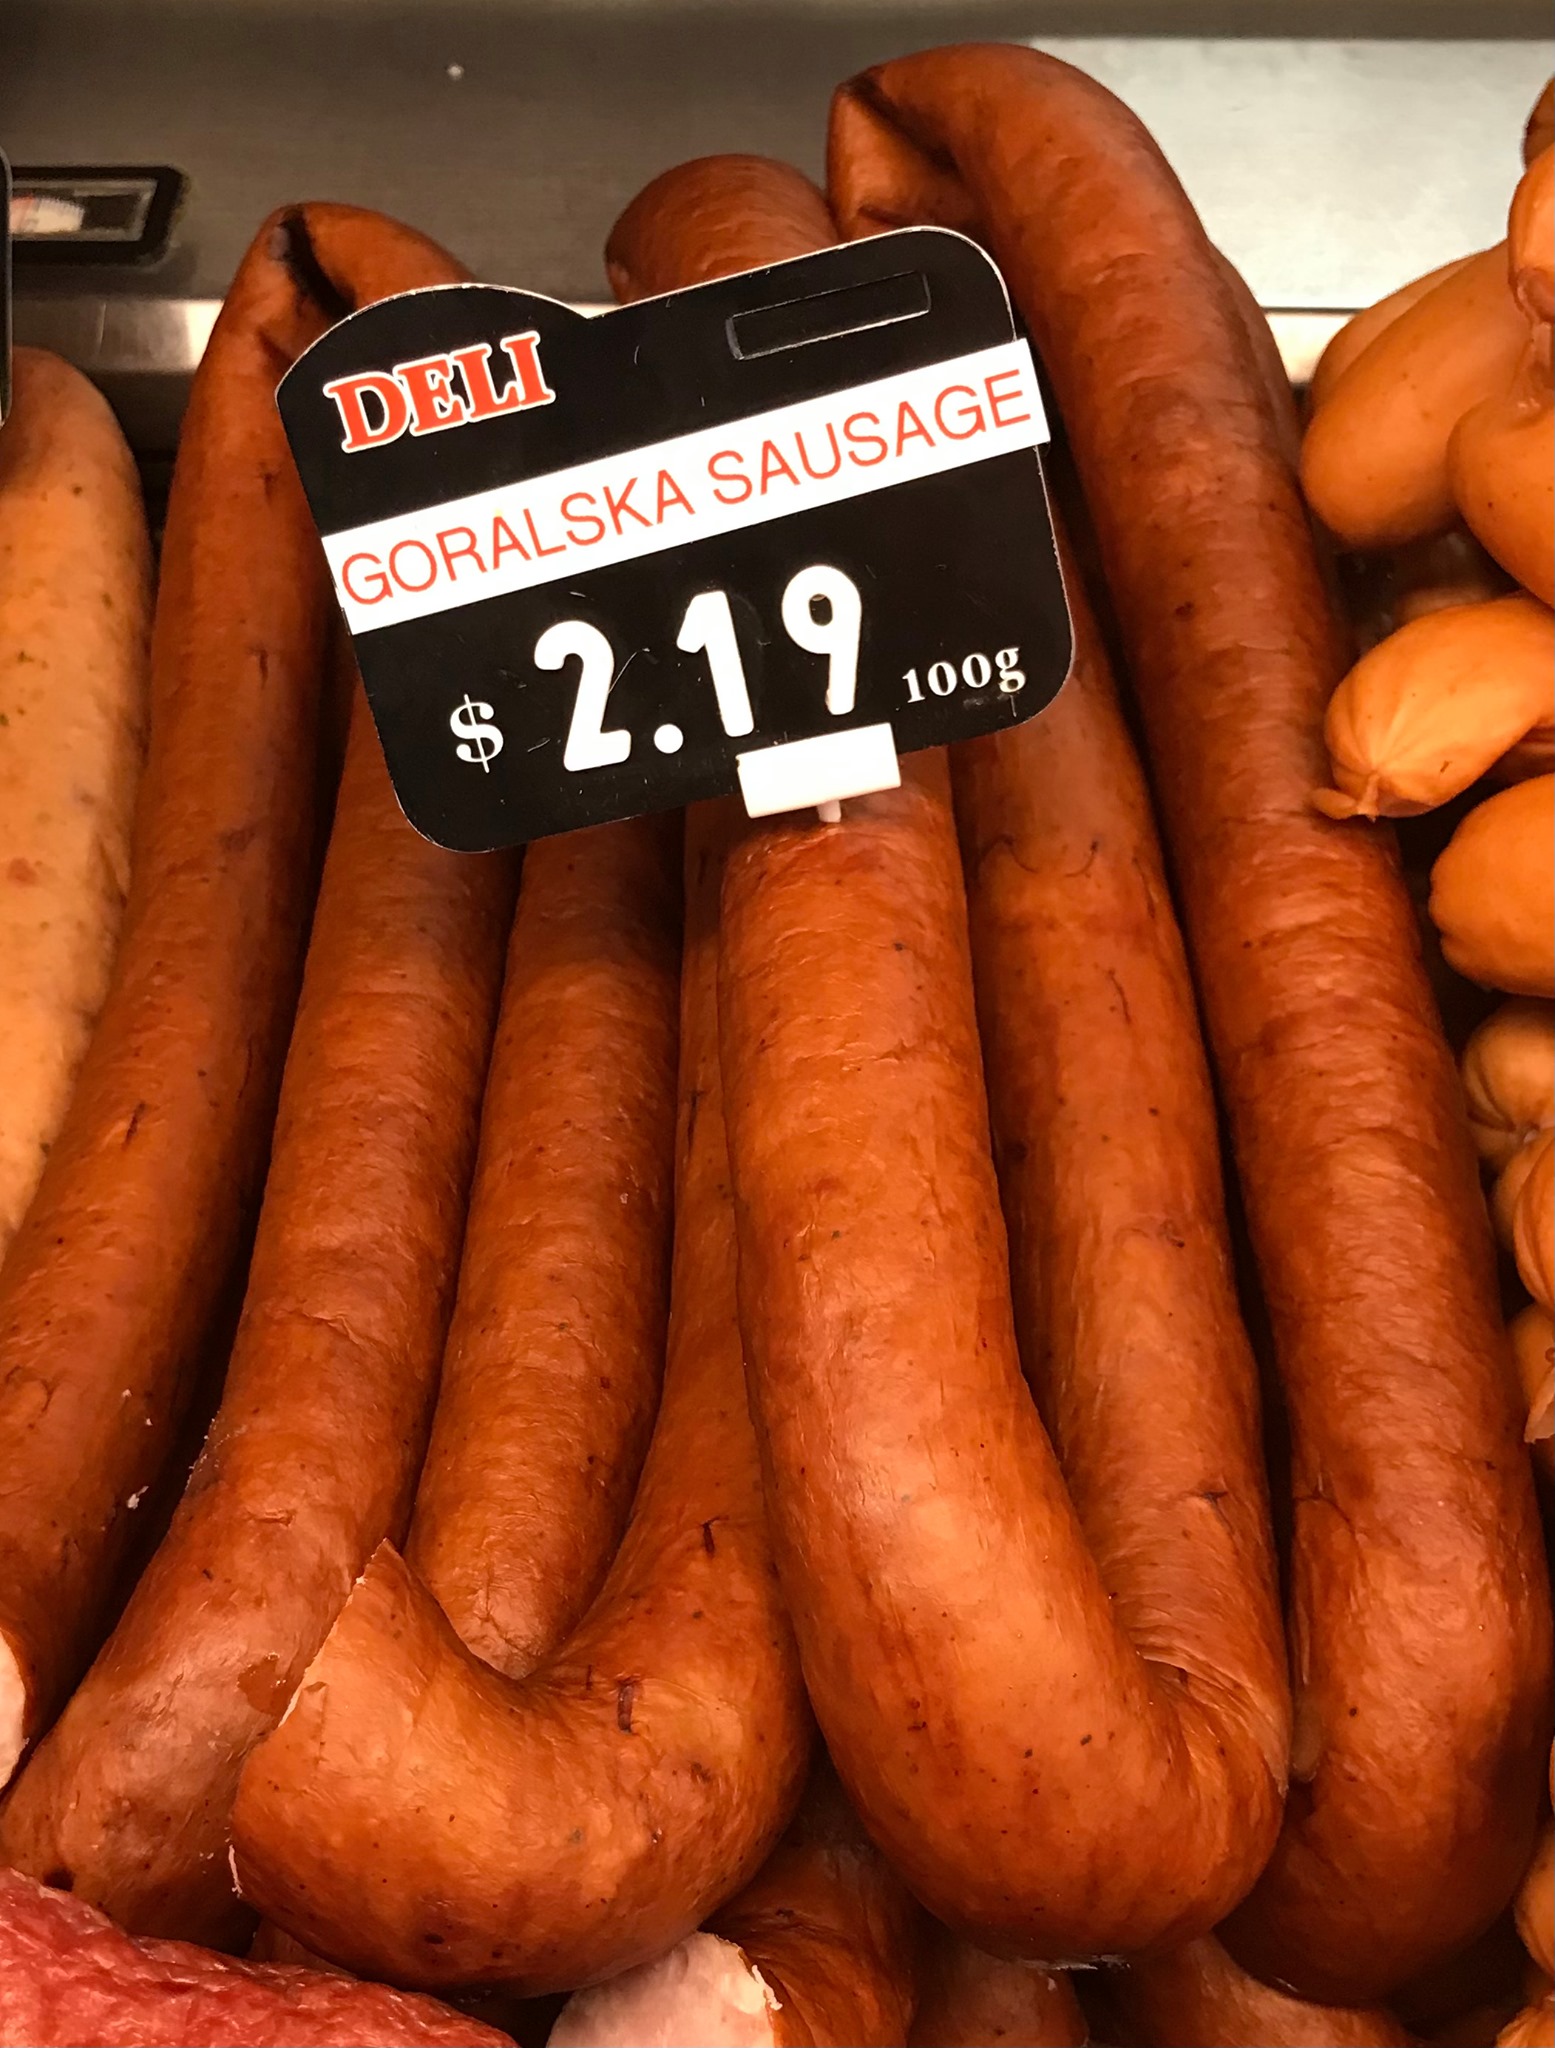 DELI
GORALSKA SAUSAGE
$ 2.19 100g